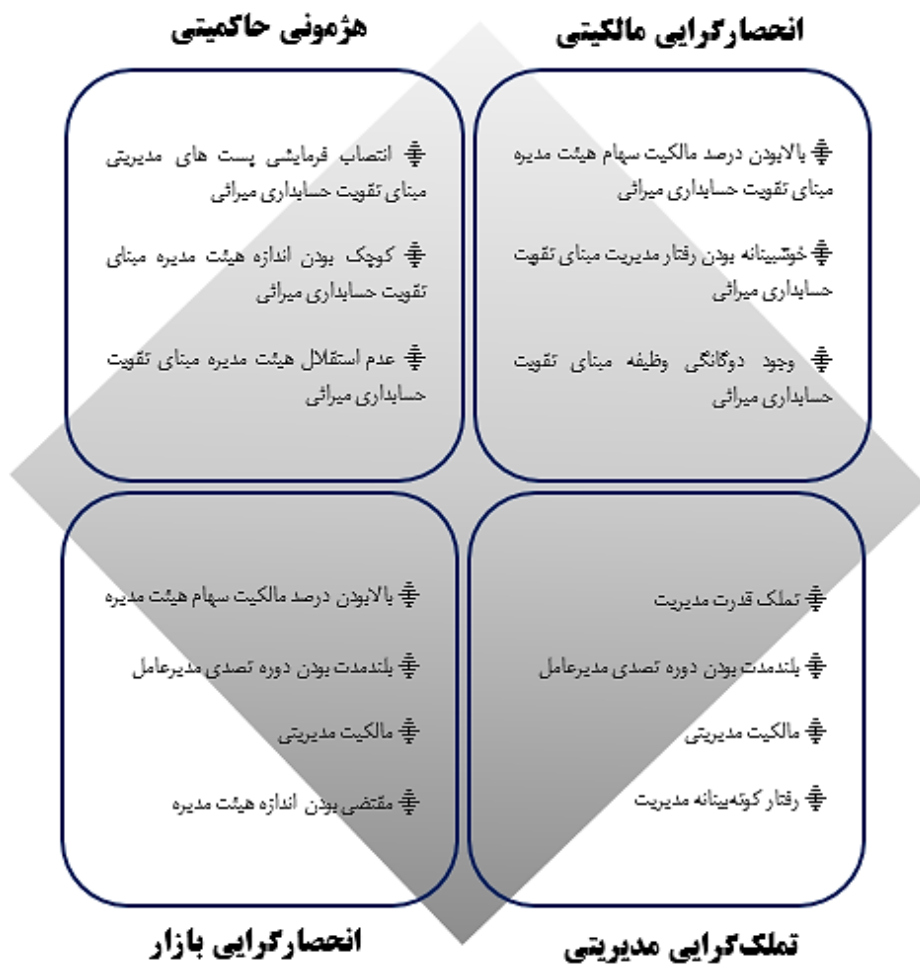 انحصارگرایی مالکیتی
بالابودن درصد مالکیت سهام هیئت مدیره
مبنای تقویت حسابداری میراثی
خوشبینانه بودن رفتار مدیریت مبنای تقویت
حسابداری میراثی
وجود دوگانگی وظیفه مبنای تقویت
حسابداری میراثی
هژمونی حاکمیتی
انتصاب فرمایشی پست های مدیریتی
مبنای تقویت حسابداری میراثی
کوچک بودن اندازه هیئت مدیره مبنای
تقویت حسابداری میراثی
عدم استقلال هیئت مدیره مبنای تقویت
حسابداری میراثی
تملک قدرت مدیریت
بلندمدت بودن دوره تصدی مدیرعامل
مالکیت مدیریتی
رفتار کوته‌بینانه مدیریت
تملک‌گرایی مدیریتی
بالابودن درصد مالکیت سهام هیئت مدیره
بلندمدت بودن دوره تصدی مدیرعامل
مالکیت مدیریتی
مقتضی بودن اندازه هیئت مدیره
انحصارگرایی بازار